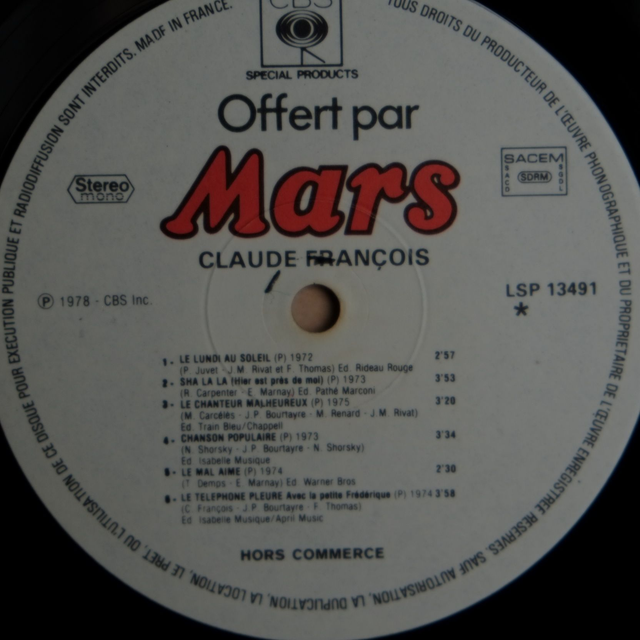 CBS
SPECIAL PRODUCTS
TOUS DROITS DU PRODUCTEUR DE L'ŒUVRE PHONOGRAPHIQUE ET DU PROPRIETAIRE DE L'ŒUVRE ENREGISTREE RESERVES. SAUF AUTORISATION, LA DUPLICATION, LA LOCATION, LE PRET, OU L'UTILISATION DE CE DISQUE POUR EXECUTION PUBLIQUE ET RADIODIFFUSION SONT INTERDITS. MADE IN FRANCE.
Offert par
Mars
Stereo
mono
SACEM
SDRM
CLAUDE FRANÇOIS
Ⓟ 1978 - CBS Inc.
LSP 13491
*
1 - LE LUNDI AU SOLEIL (P) 1972 2'57
(P. Juvet - J.M. Rivat et F. Thomas) Ed. Rideau Rouge
2 - SHA LA LA (Hier est près de moi) (P) 1973 3'53
(R. Carpenter - E. Marnay) Ed. Pathé Marconi
3 - LE CHANTEUR MALHEUREUX (P) 1975 3'20
(M. Carcélès - J.P. Bourtayre - M. Renard - J.M. Rivat)
Ed. Train Bleu/Chappell
4 - CHANSON POPULAIRE (P) 1973 3'34
(N. Shorsky - J.P. Bourtayre - N. Shorsky)
Ed. Isabelle Musique
5 - LE MAL AIME (P) 1974 2'30
(T. Demps - E. Marnay) Ed. Warner Bros
6 - LE TELEPHONE PLEURE Avec la petite Frédérique (P) 1974 3'58
(C. François - J.P. Bourtayre - F. Thomas)
Ed. Isabelle Musique/April Music
HORS COMMERCE